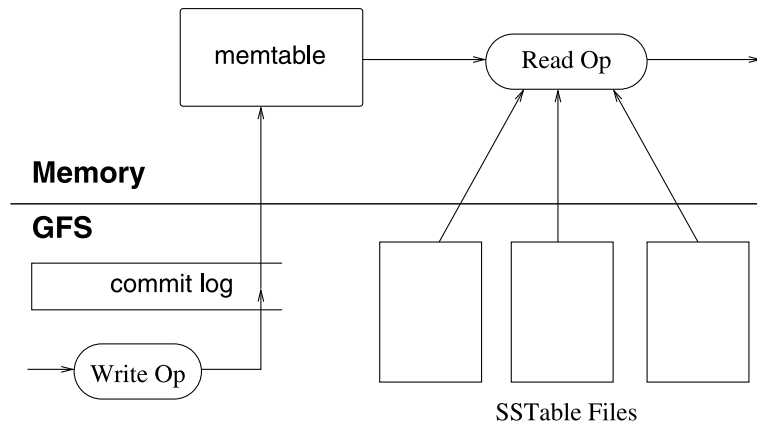 memtable
Read Op
Memory
GFS
commit log
Write Op
SSTable Files